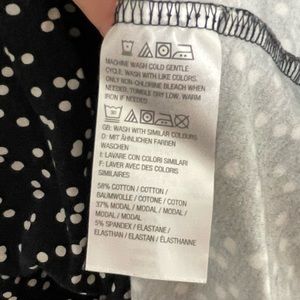 MACHINE WASH COLD GENTLE
CYCLE. WASH WITH LIKE COLORS.
ONLY NON-CHLORINE BLEACH WHEN
NEEDED. TUMBLE DRY LOW. WARM
IRON IF NEEDED
GB: WASH WITH SIMILAR COLOURS
D: MIT ÄHNLICHEN FARBEN
WASCHEN
I: LAVARE CON COLORI SIMILARI
F: LAVER AVEC DES COLORIS
SIMILAIRES
58% COTTON / COTTON /
BAUMWOLLE / COTONE / COTON
37% MODAL / MODAL / MODAL /
MODAL / MODAL
5% SPANDEX / ELASTANE /
ELASTHAN / ELASTAN / ÉLASTHANNE